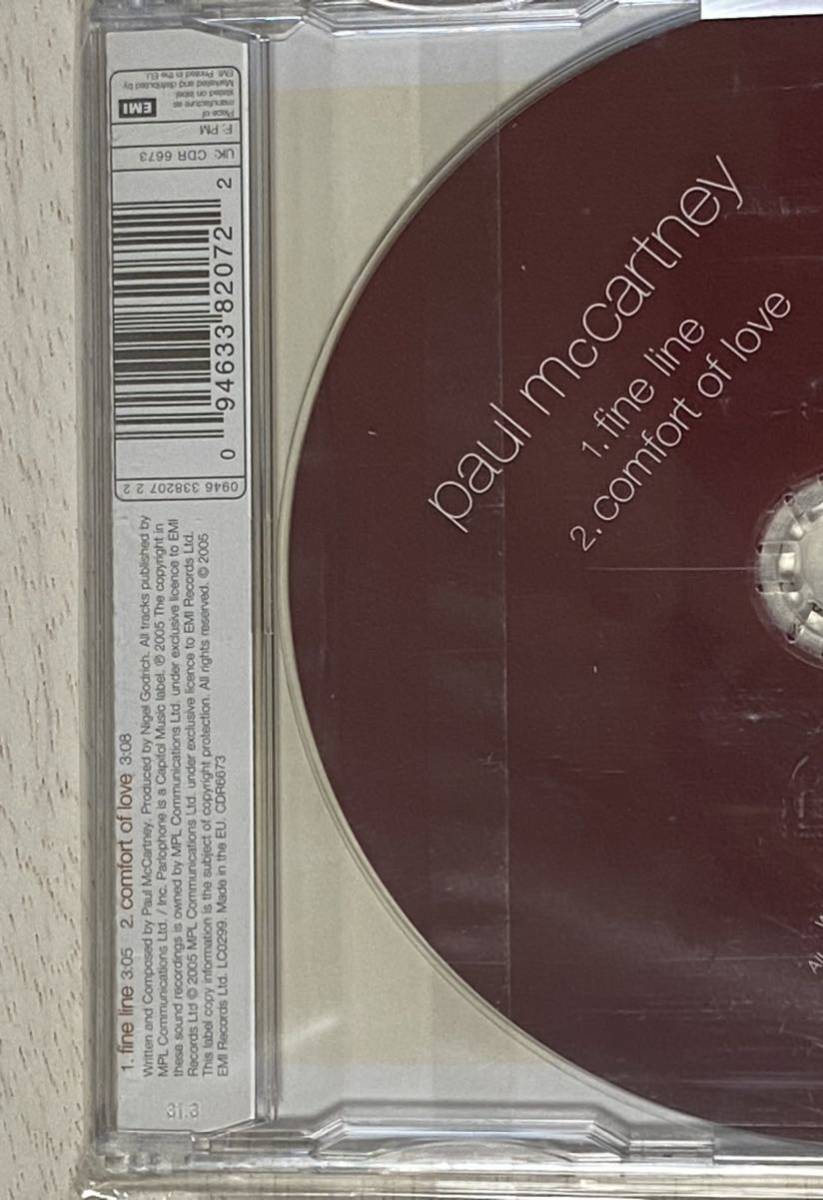 1. fine line 3:05 2. comfort of love 3:08
Written and Composed by Paul McCartney. Produced by Nigel Godrich. All tracks published by
MPL Communications Ltd. / Inc. Parlophone is a Capitol Music label. ℗ 2005 The copyright in
these sound recordings is owned by MPL Communications Ltd. under exclusive licence to EMI
Records Ltd © 2005 MPL Communications Ltd. under exclusive licence to EMI Records Ltd.
This label copy information is the subject of copyright protection. All rights reserved. © 2005
EMI Records Ltd. LC0299. Made in the EU. CDR6673
0946 338207 2 2
0 94633 82072 2
UK: CDR 6673
F: PM
Place of
manufacture as
stated on label
Marketed and distributed by
EMI. Printed in the EU.
EMI
31.3
paul mcCartney
1. fine line
2. comfort of love